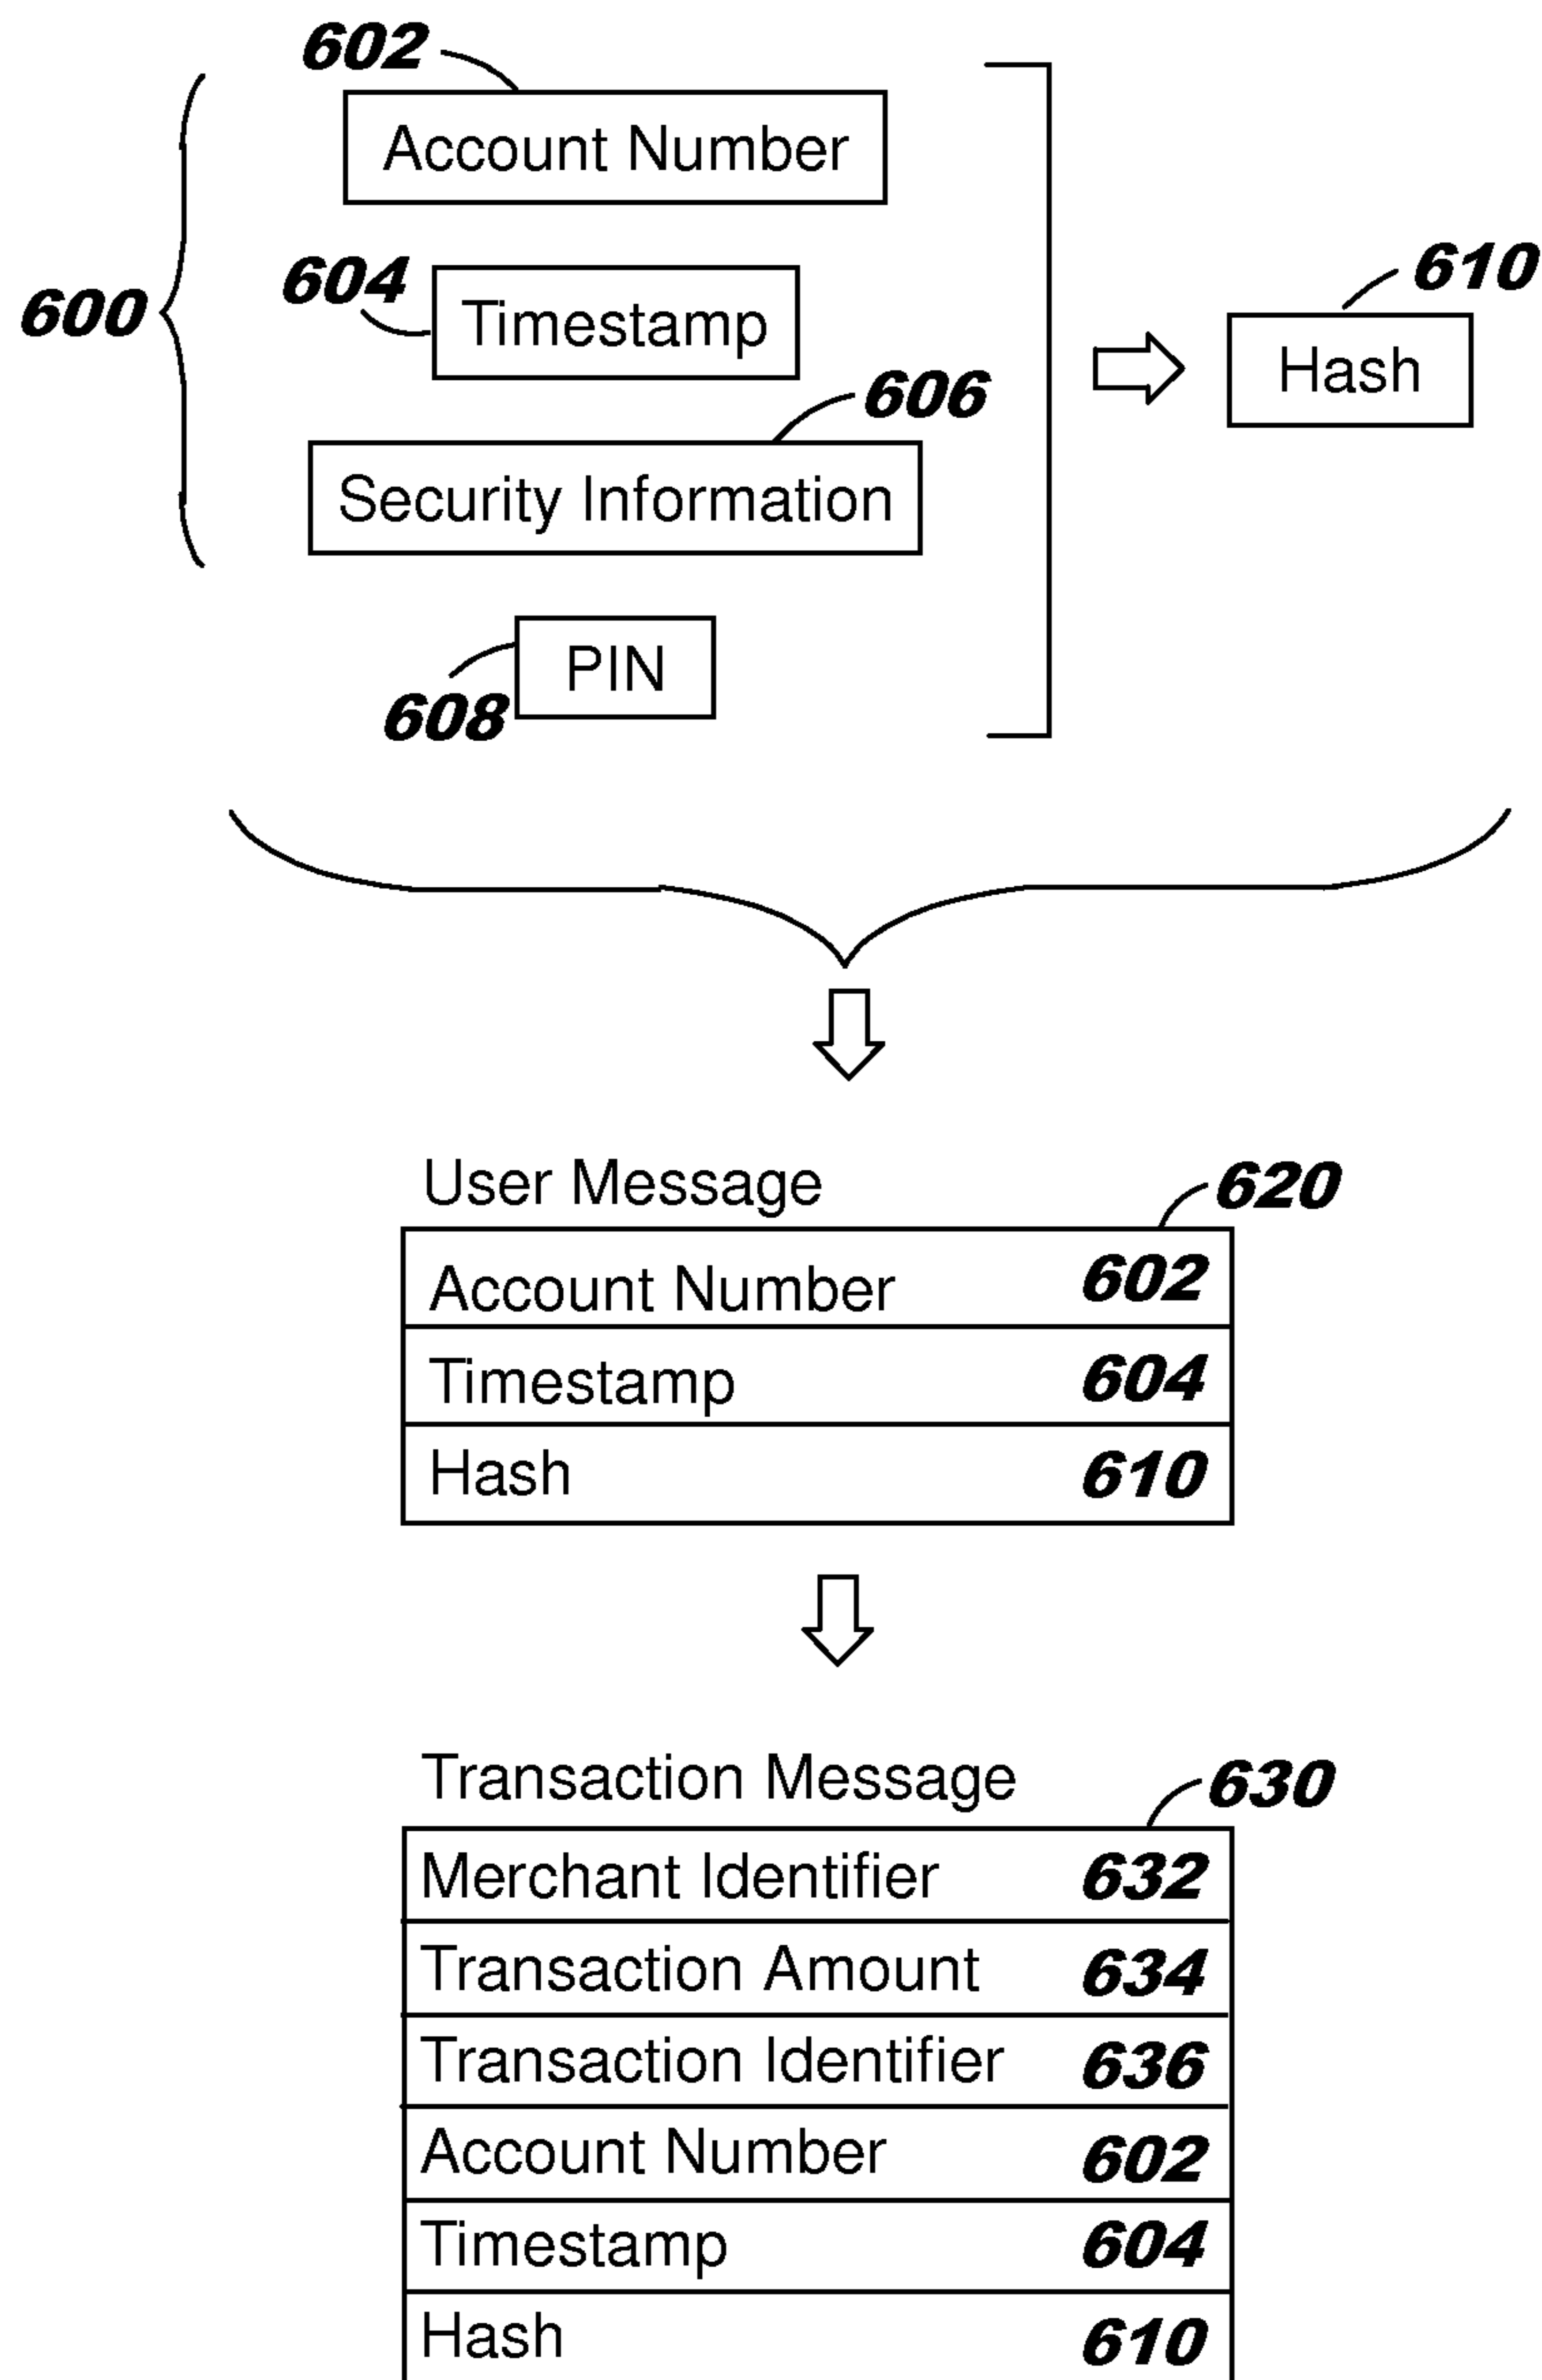 602
Account Number
604
600
Timestamp
610
Hash
606
Security Information
PIN
608
User Message
620
Account Number 602
Timestamp 604
Hash 610
Transaction Message
630
Merchant Identifier 632
Transaction Amount 634
Transaction Identifier 636
Account Number 602
Timestamp 604
Hash 610